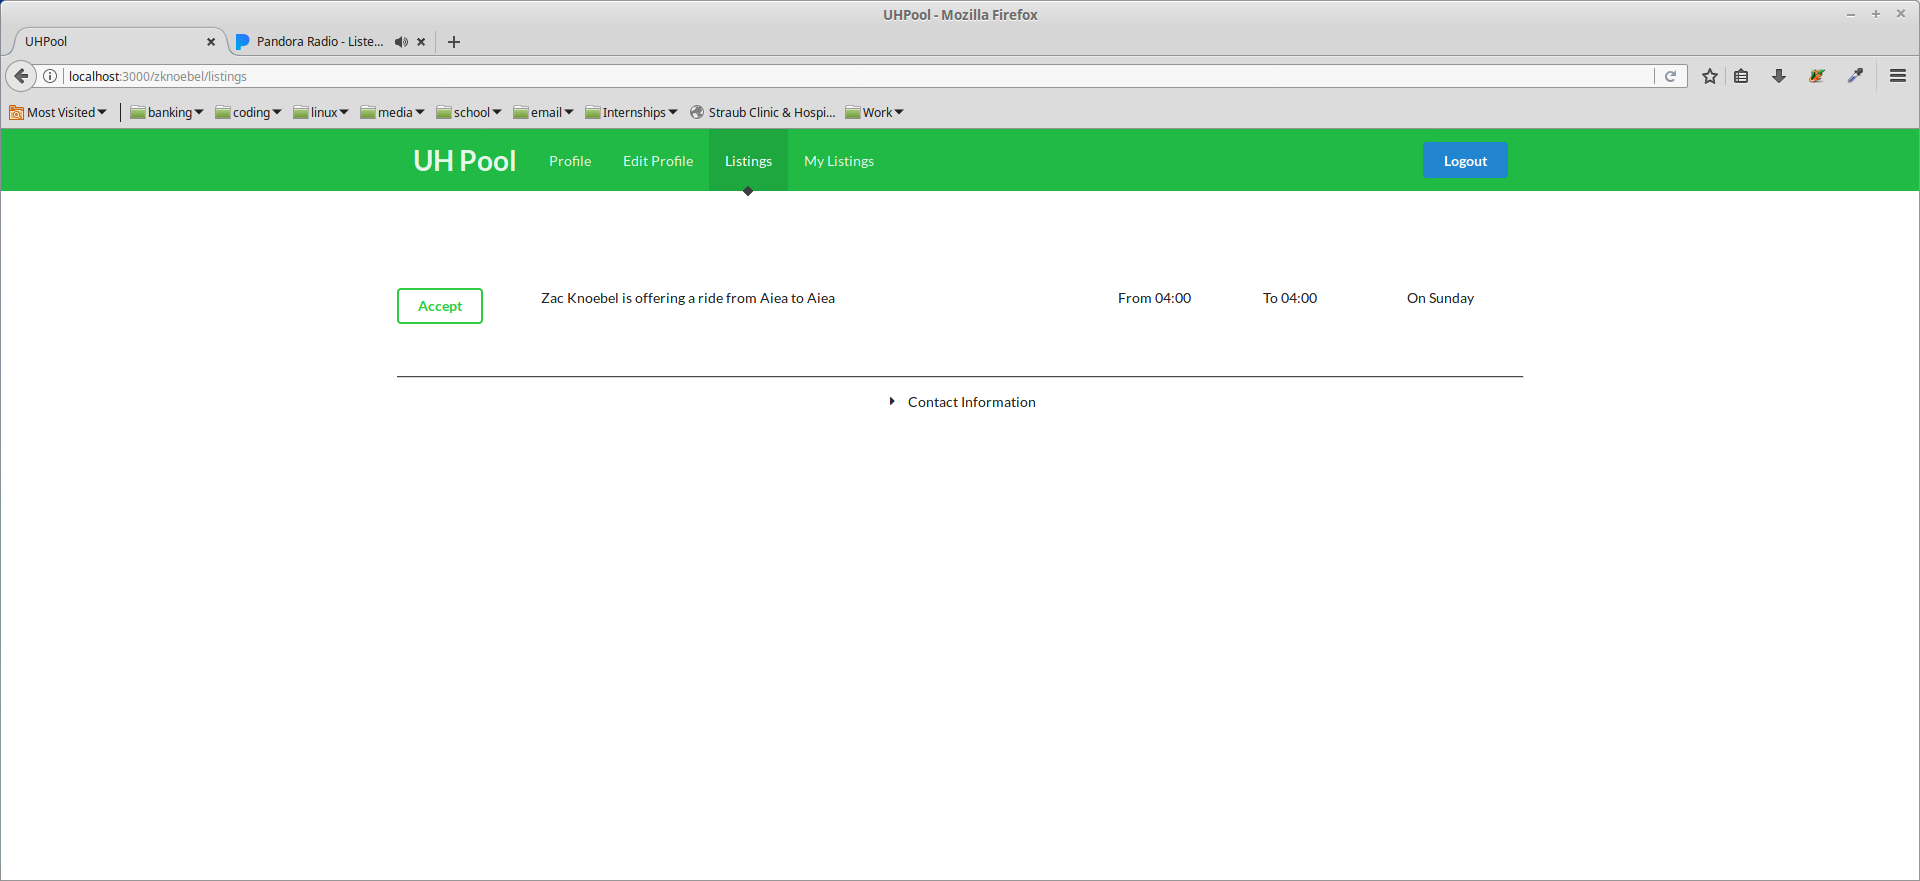 UHPool - Mozilla Firefox
UHPool
Pandora Radio - Liste...
localhost:3000/zknoebel/listings
Most Visited banking coding linux media school email Internships Straub Clinic & Hospi... Work
UH Pool Profile Edit Profile Listings My Listings Logout
Accept Zac Knoebel is offering a ride from Aiea to Aiea From 04:00 To 04:00 On Sunday
Contact Information